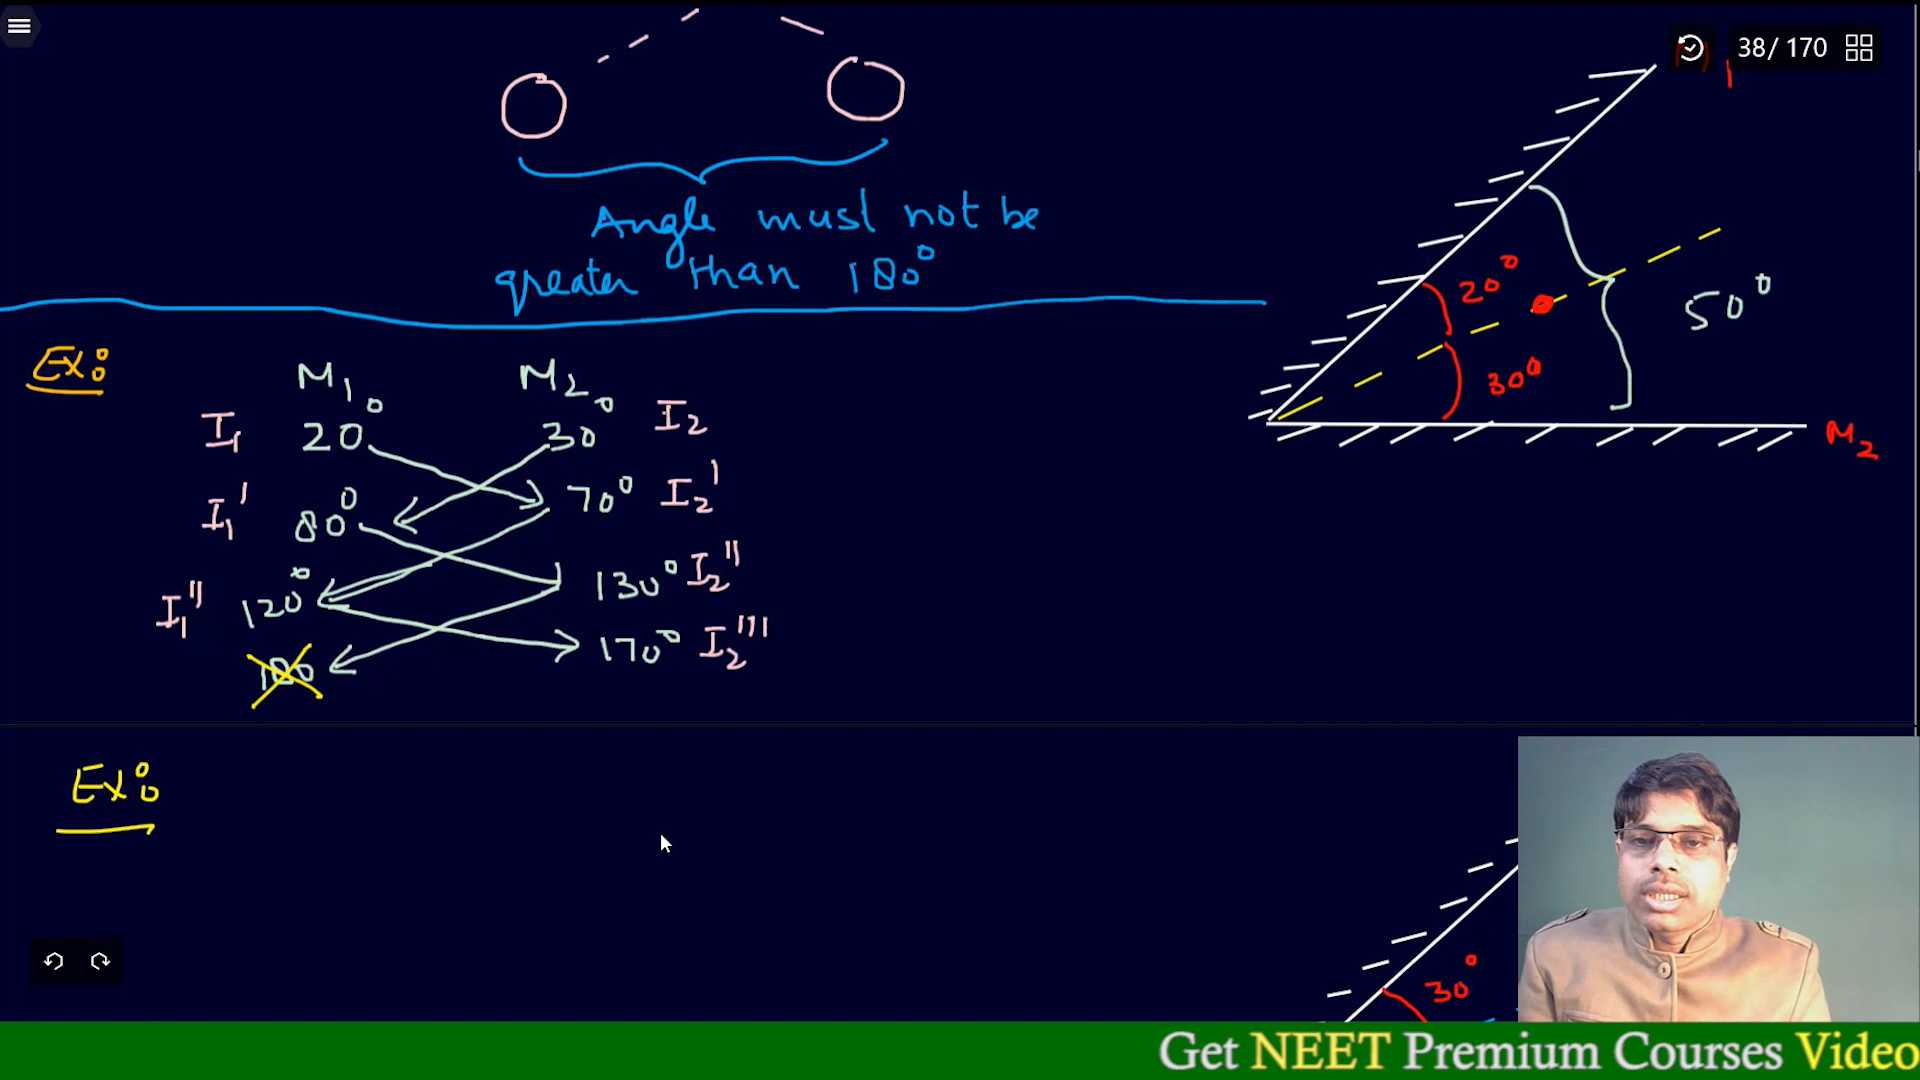 38/ 170
Angle must not be
greater than 180°
Ex:
M1 M2
I1 20° 30° I2
I1' 80° 70° I2'
I1'' 120° 130° I2''
180 170° I2'''
20°
30°
50°
M2
Ex:
30°
Get NEET Premium Courses Video